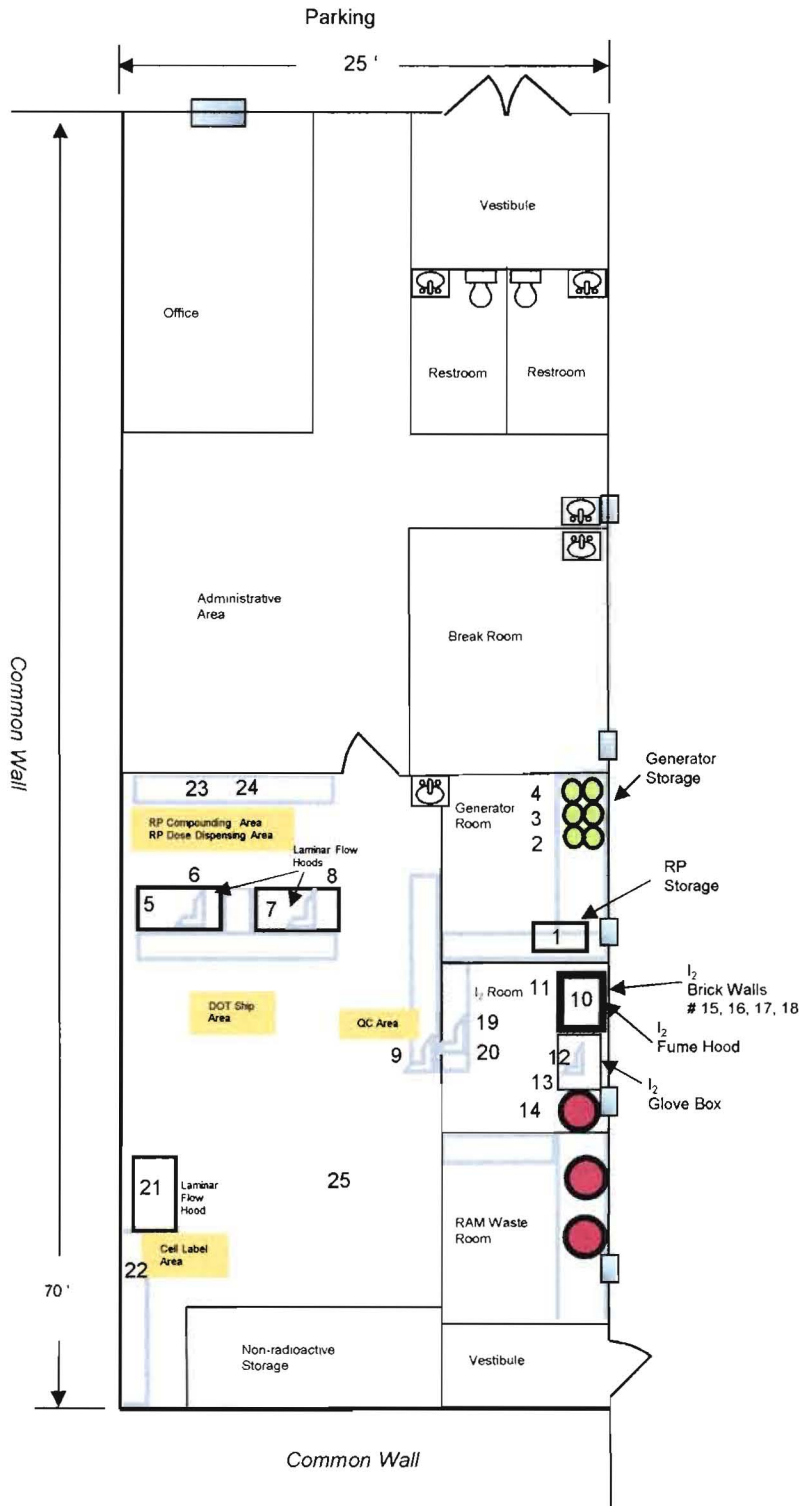 Parking
25 '
Vestibule
Office
Restroom
Restroom
Administrative
Area
Break Room
Common Wall
Generator
Storage
23
24
RP Compounding Area
RP Dose Dispensing Area
Laminar Flow
Hoods
6
8
5
7
Generator
Room
4
3
2
RP
Storage
1
DOT Ship
Area
QC Area
9
I2 Room
11
10
19
20
12
13
14
I2
Brick Walls
# 15, 16, 17, 18
I2
Fume Hood
I2
Glove Box
21
Laminar
Flow
Hood
25
RAM Waste
Room
Cell Label
Area
22
70 '
Non-radioactive
Storage
Vestibule
Common Wall